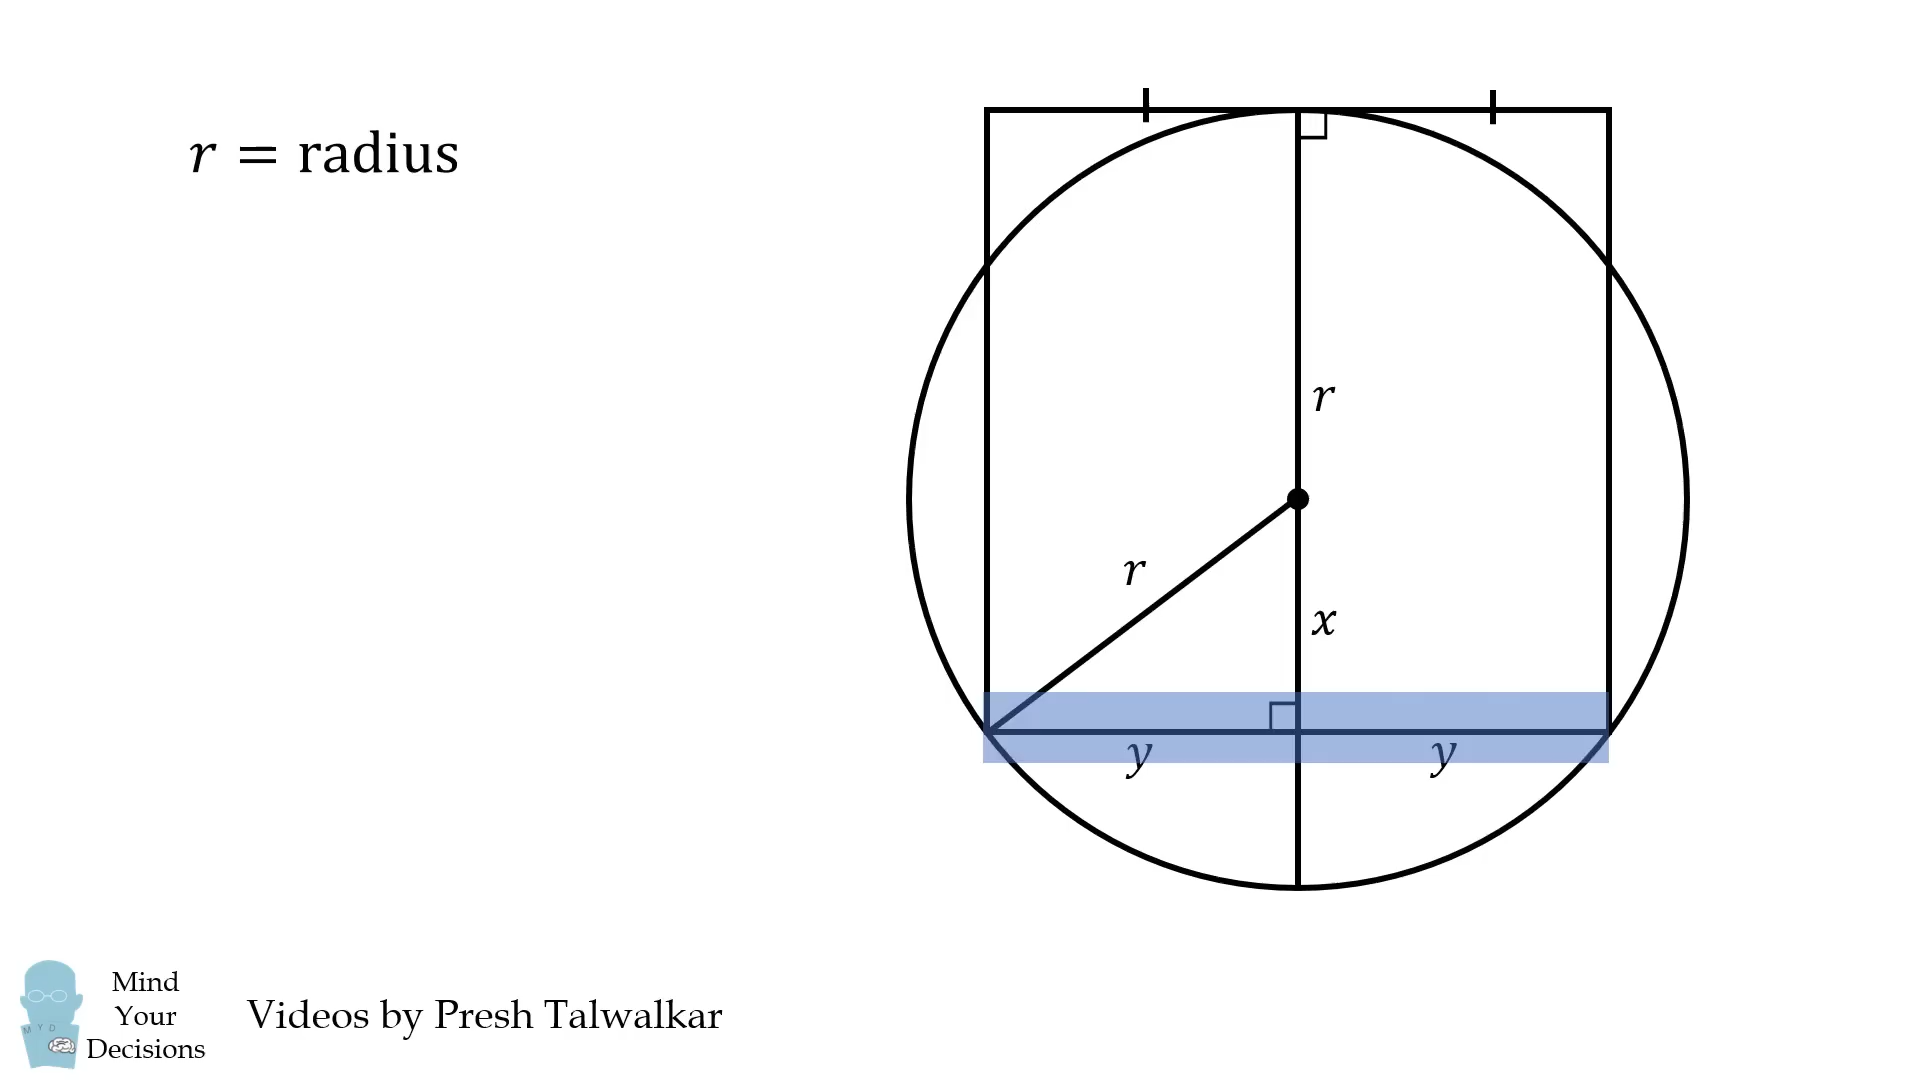 r = radius
r
r
x
y
y
M Y D
Mind
Your
Decisions
Videos by Presh Talwalkar